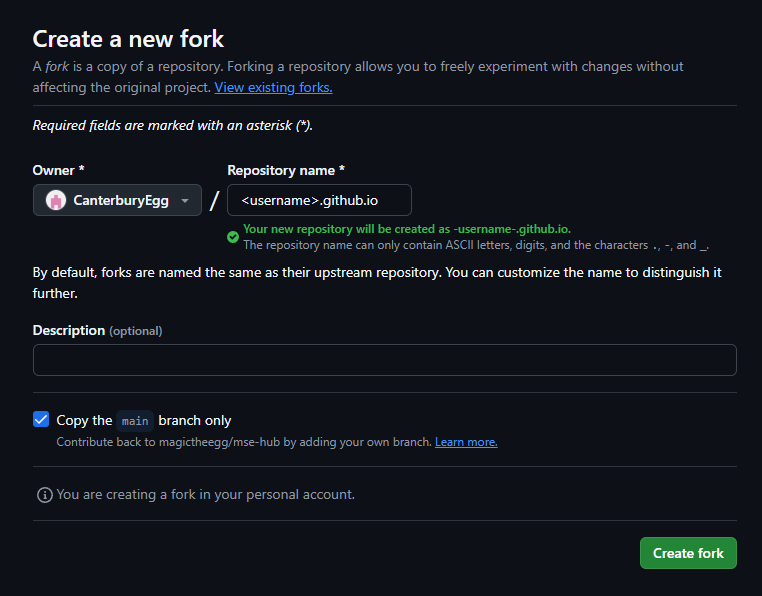 Create a new fork
A fork is a copy of a repository. Forking a repository allows you to freely experiment with changes without
affecting the original project. View existing forks.
Required fields are marked with an asterisk (*).
Owner * Repository name *
CanterburyEgg / <username>.github.io
Your new repository will be created as -username-.github.io.
The repository name can only contain ASCII letters, digits, and the characters ., -, and _.
By default, forks are named the same as their upstream repository. You can customize the name to distinguish it
further.
Description (optional)
Copy the main branch only
Contribute back to magictheegg/mse-hub by adding your own branch. Learn more.
You are creating a fork in your personal account.
Create fork